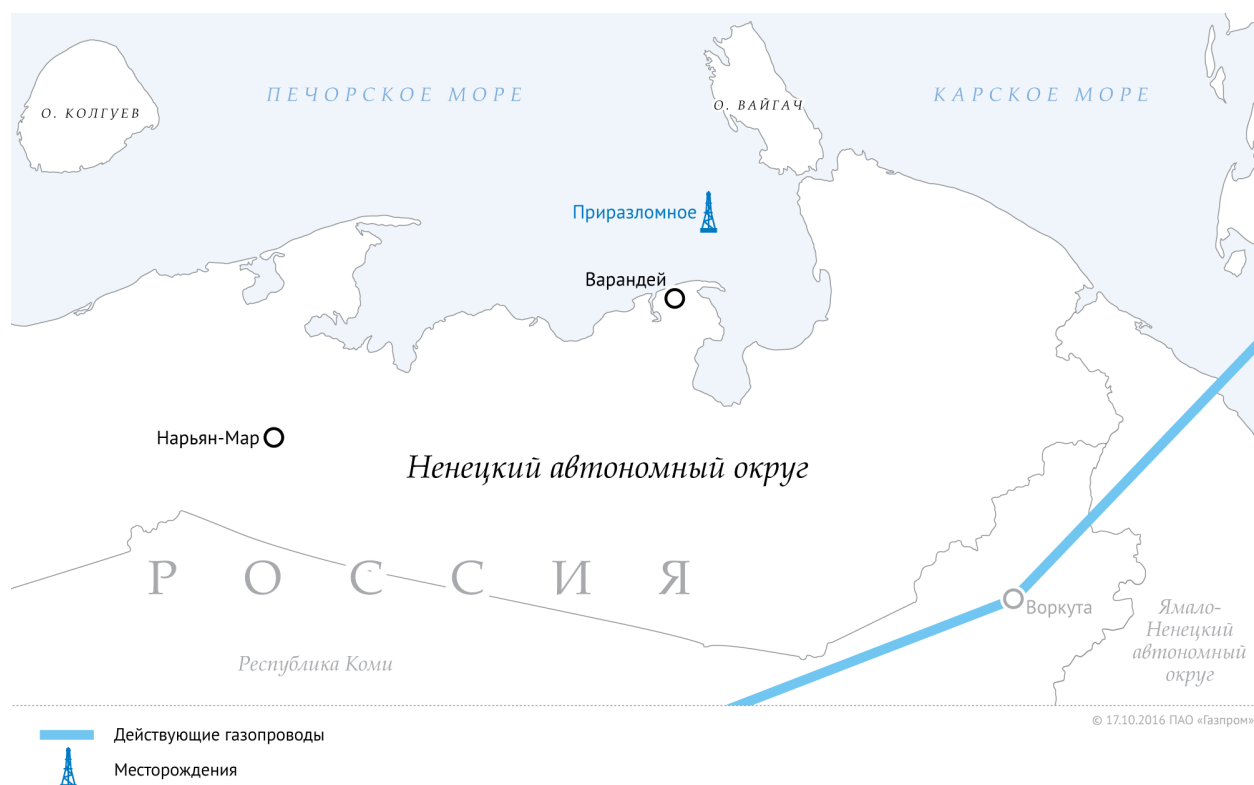 ПЕЧОРСКОЕ МОРЕ
КАРСКОЕ МОРЕ
О. КОЛГУЕВ
О. ВАЙГАЧ
Приразломное
Варандей
Нарьян-Мар
Ненецкий автономный округ
РОССИЯ
Воркута
Ямало-
Ненецкий
автономный
округ
Республика Коми
© 17.10.2016 ПАО «Газпром»
Действующие газопроводы
Месторождения